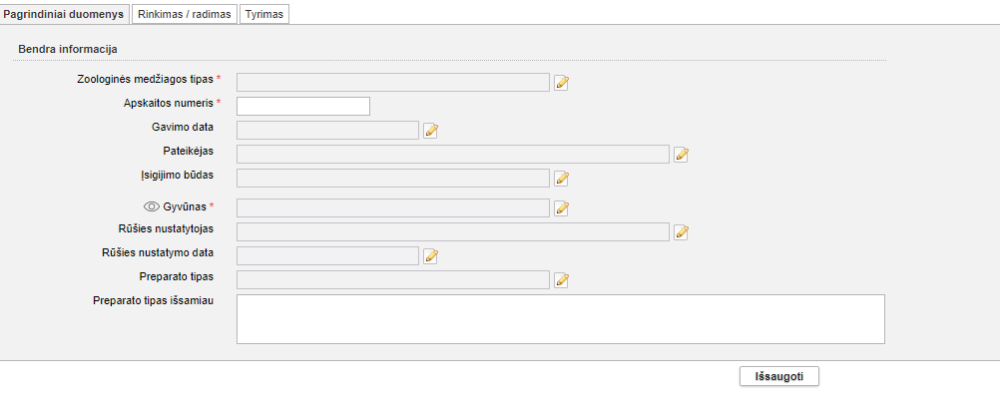 Pagrindiniai duomenys Rinkimas / radimas Tyrimas
Bendra informacija
Zoologinės medžiagos tipas *
Apskaitos numeris *
Gavimo data
Pateikėjas
Įsigijimo būdas
Gyvūnas *
Rūšies nustatytojas
Rūšies nustatymo data
Preparato tipas
Preparato tipas išsamiau
Išsaugoti